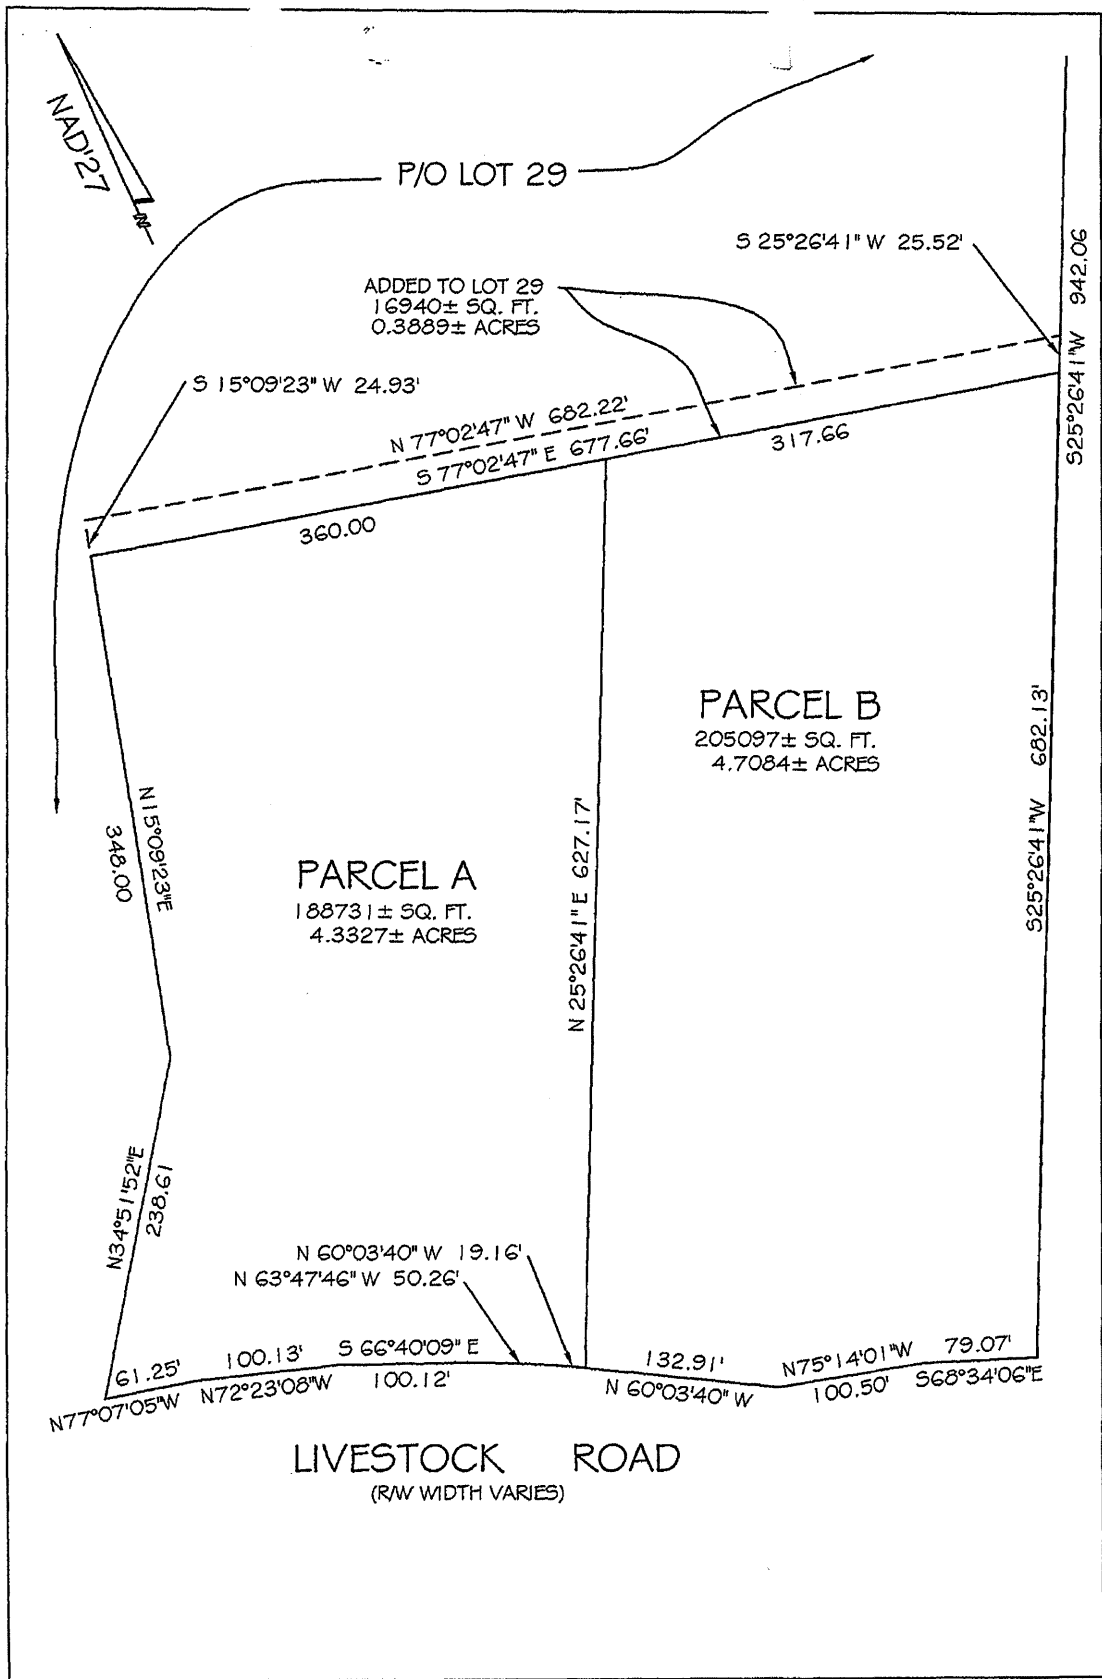 NAD'27
N
P/O LOT 29
S 25°26'41" W 25.52'
S25°26'41"W 942.06
ADDED TO LOT 29
16940± SQ. FT.
0.3889± ACRES
S 15°09'23" W 24.93'
N 77°02'47" W 682.22'
S 77°02'47" E 677.66'
317.66
360.00
PARCEL B
205097± SQ. FT.
4.7084± ACRES
S25°26'41"W 682.13'
N15°09'23"E
348.00
PARCEL A
188731± SQ. FT.
4.3327± ACRES
N 25°26'41" E 627.17'
N34°51'52"E
238.61
N 60°03'40" W 19.16'
N 63°47'46" W 50.26'
61.25'
N77°07'05"W
100.13'
N72°23'08"W
S 66°40'09" E
100.12'
132.91'
N 60°03'40" W
N75°14'01"W
100.50'
79.07'
S68°34'06"E
LIVESTOCK ROAD
(R/W WIDTH VARIES)